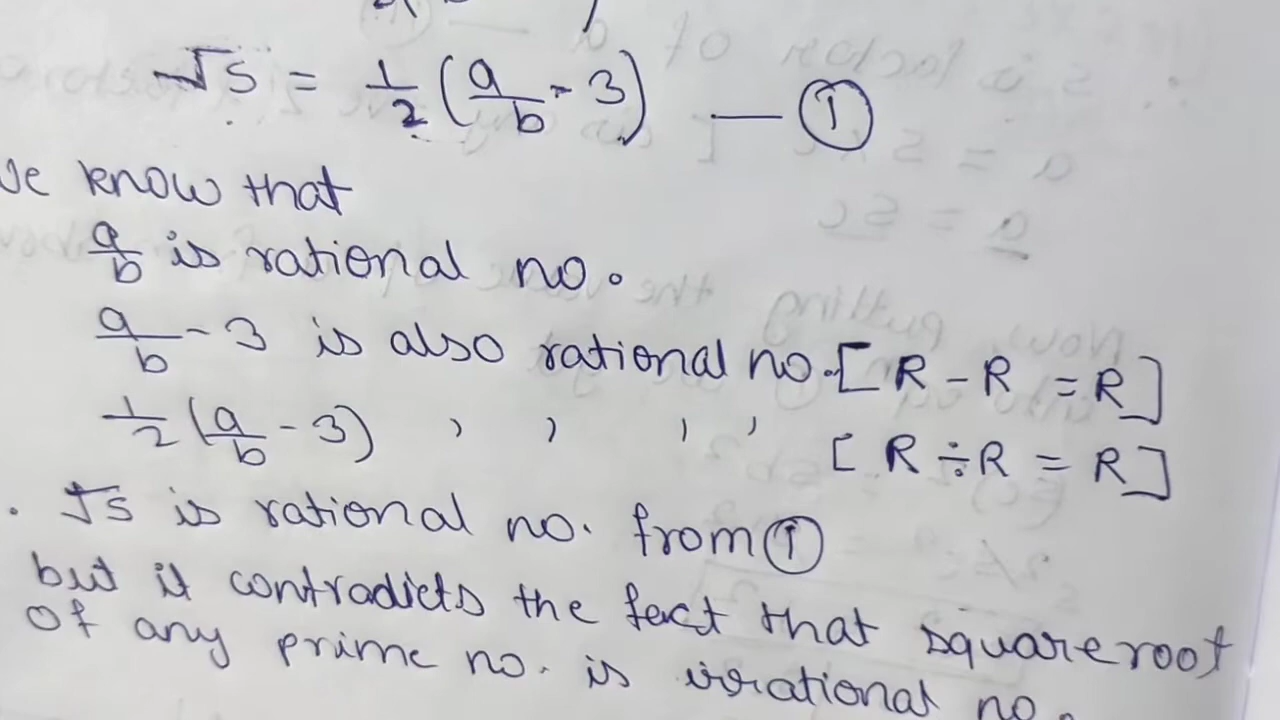 √5 = 1/2 (a/b - 3) — ①
we know that
a/b is rational no.
a/b - 3 is also rational no. [R - R = R]
1/2 (a/b - 3) , , , , [R ÷ R = R]
. √5 is rational no. from ①
but it contradicts the fact that square root
of any prime no. is irrational no.